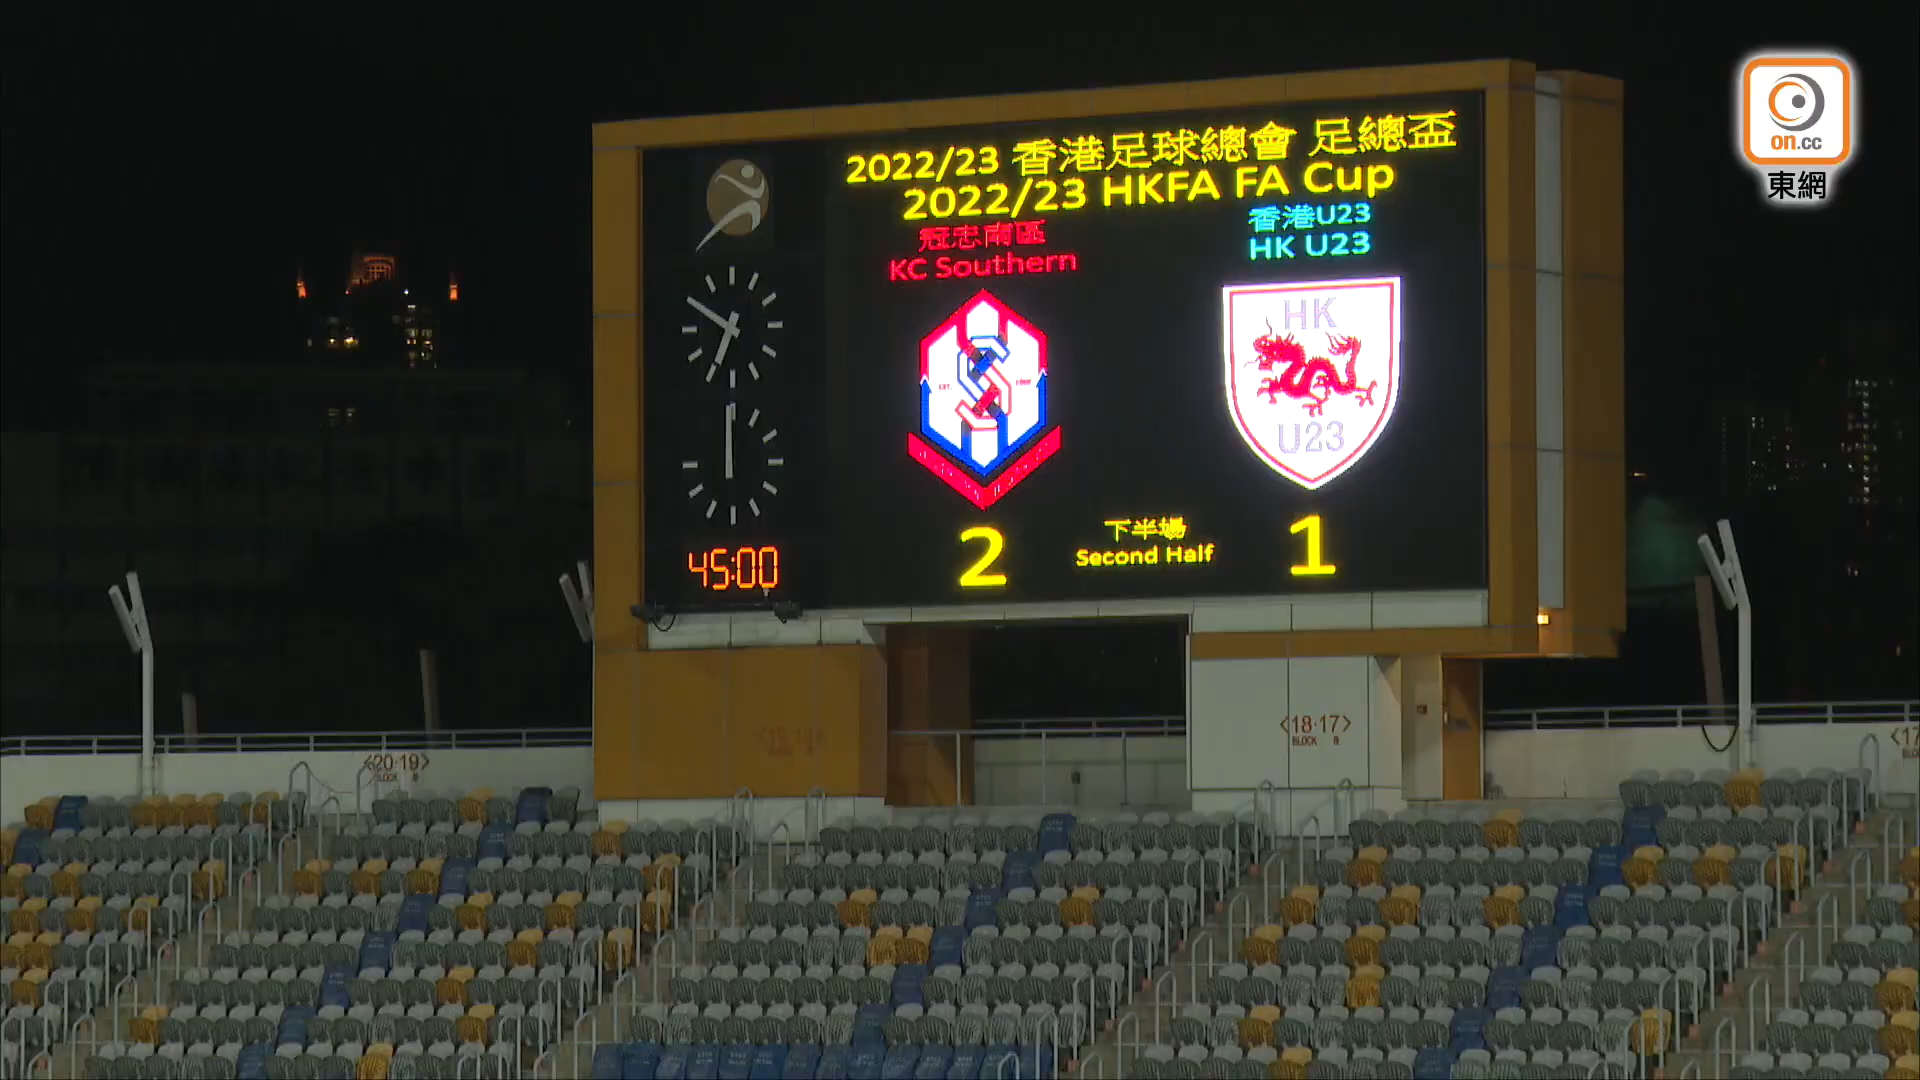 2022/23 香港足球總會 足總盃
2022/23 HKFA FA Cup
冠忠南區
KC Southern
香港U23
HK U23
HK
U23
2
下半場
Second Half
1
45:00
on.cc
東網
<18·17>
BLOCK
<20·19>
BLOCK